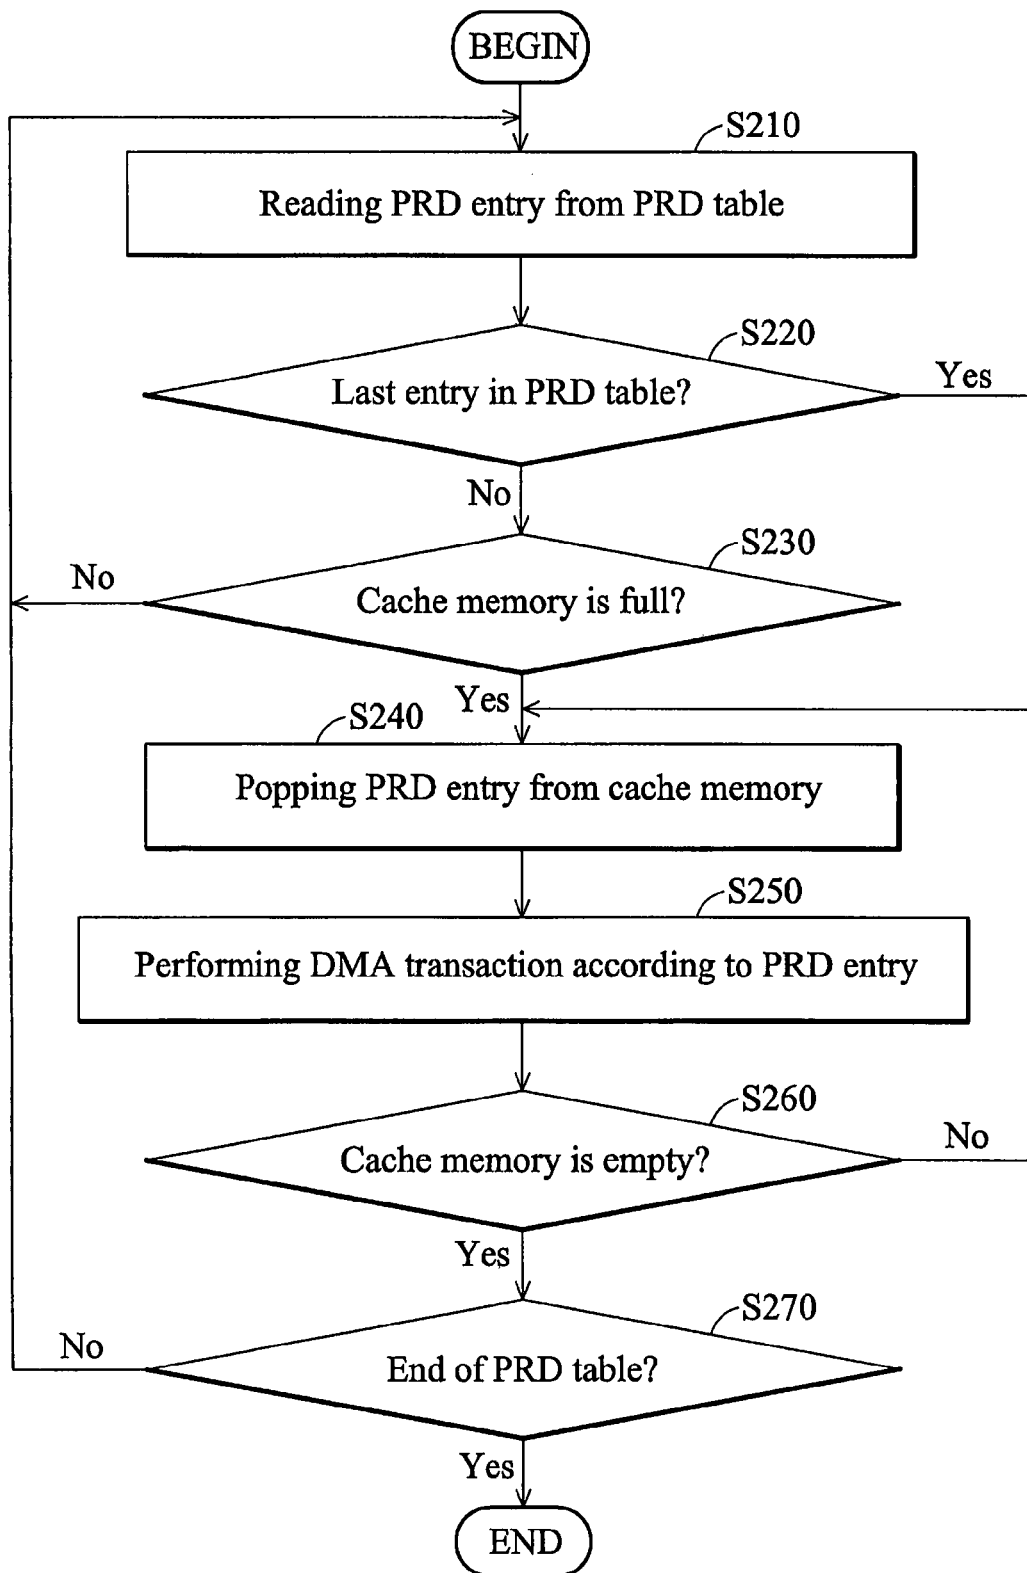 BEGIN
S210
Reading PRD entry from PRD table
S220
Last entry in PRD table?
Yes
No
S230
Cache memory is full?
No
Yes
S240
Popping PRD entry from cache memory
S250
Performing DMA transaction according to PRD entry
S260
Cache memory is empty?
No
Yes
S270
End of PRD table?
No
Yes
END